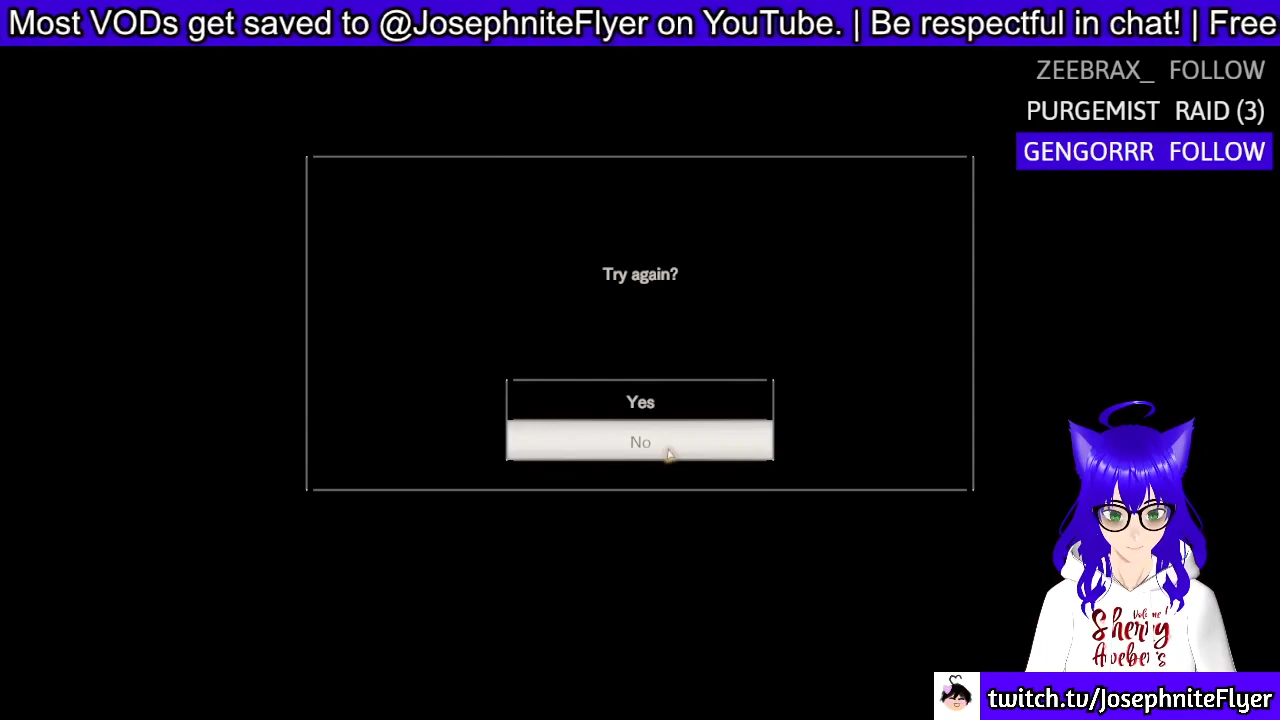 Most VODs get saved to @JosephniteFlyer on YouTube. | Be respectful in chat! | Free
ZEEBRAX_ FOLLOW
PURGEMIST RAID (3)
GENGORRR FOLLOW
Try again?
Yes
No
Sherry
twitch.tv/JosephniteFlyer